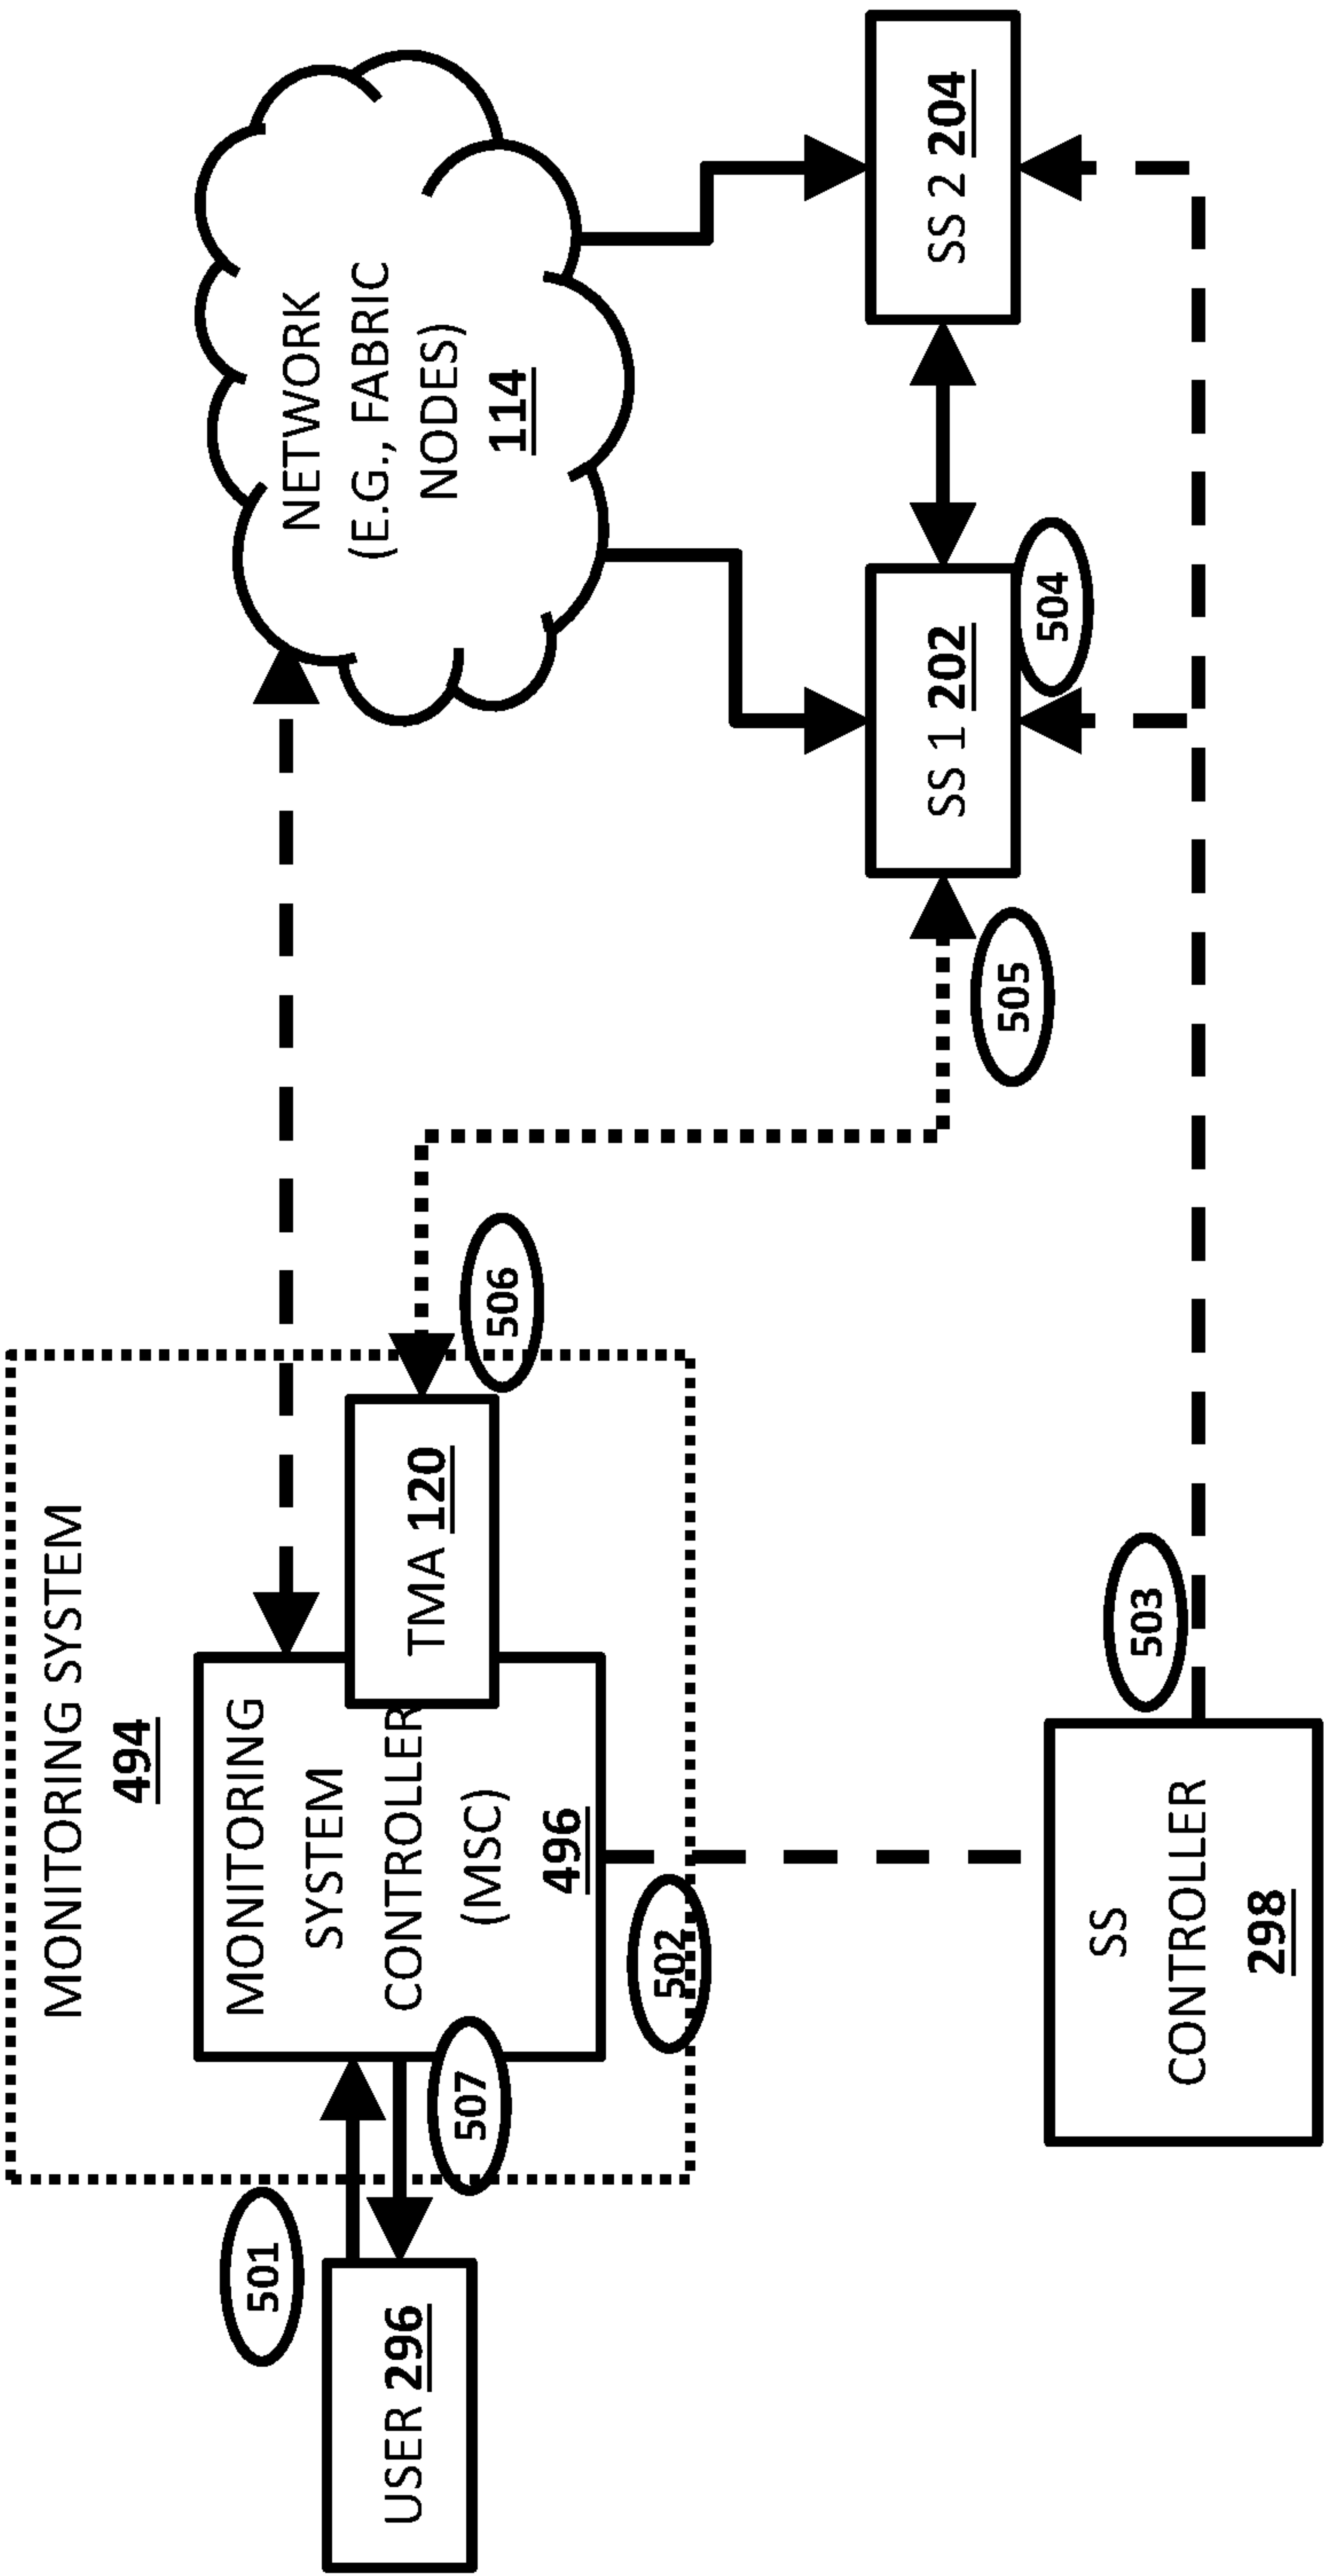 MONITORING SYSTEM
494
501
USER 296
507
MONITORING
SYSTEM
CONTROLLER
(MSC)
496
TMA 120
506
502
NETWORK
(E.G., FABRIC
NODES)
114
505
SS 1 202
504
SS 2 204
503
SS
CONTROLLER
298